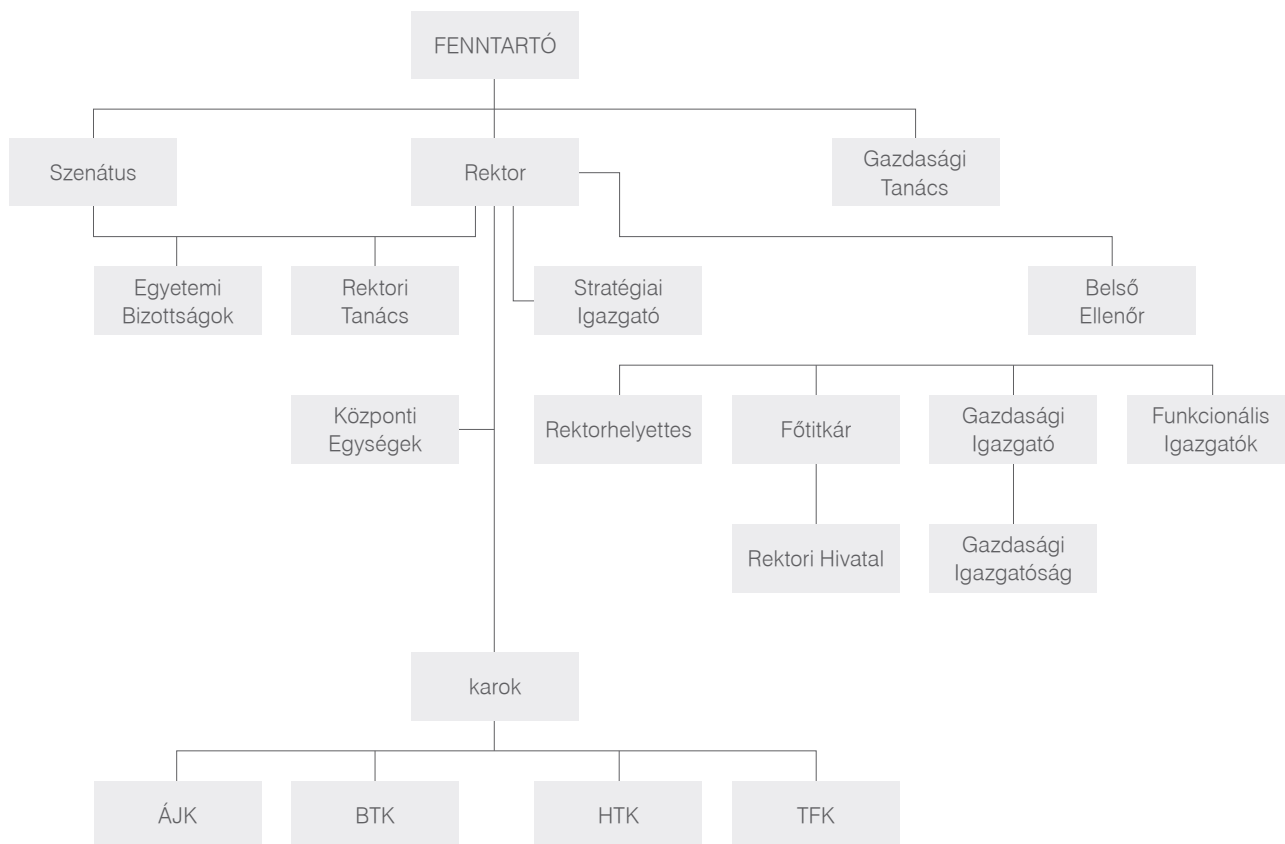 FENNTARTÓ
Szenátus
Rektor
Gazdasági
Tanács
Egyetemi
Bizottságok
Rektori
Tanács
Stratégiai
Igazgató
Belső
Ellenőr
Központi
Egységek
Rektorhelyettes
Főtitkár
Gazdasági
Igazgató
Funkcionális
Igazgatók
Rektori Hivatal
Gazdasági
Igazgatóság
karok
ÁJK
BTK
HTK
TFK